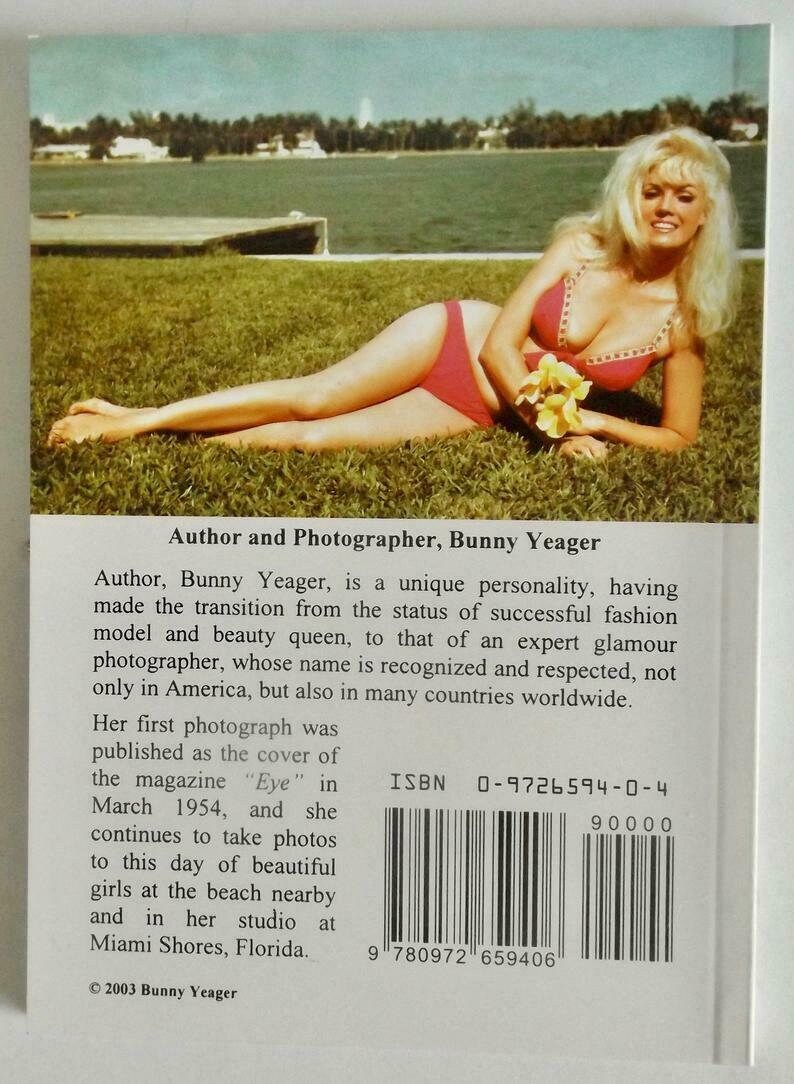 Author and Photographer, Bunny Yeager
Author, Bunny Yeager, is a unique personality, having
made the transition from the status of successful fashion
model and beauty queen, to that of an expert glamour
photographer, whose name is recognized and respected, not
only in America, but also in many countries worldwide.
Her first photograph was
published as the cover of
the magazine "Eye" in
March 1954, and she
continues to take photos
to this day of beautiful
girls at the beach nearby
and in her studio at
Miami Shores, Florida.
ISBN 0-9726594-0-4
90000
9 780972 659406
© 2003 Bunny Yeager